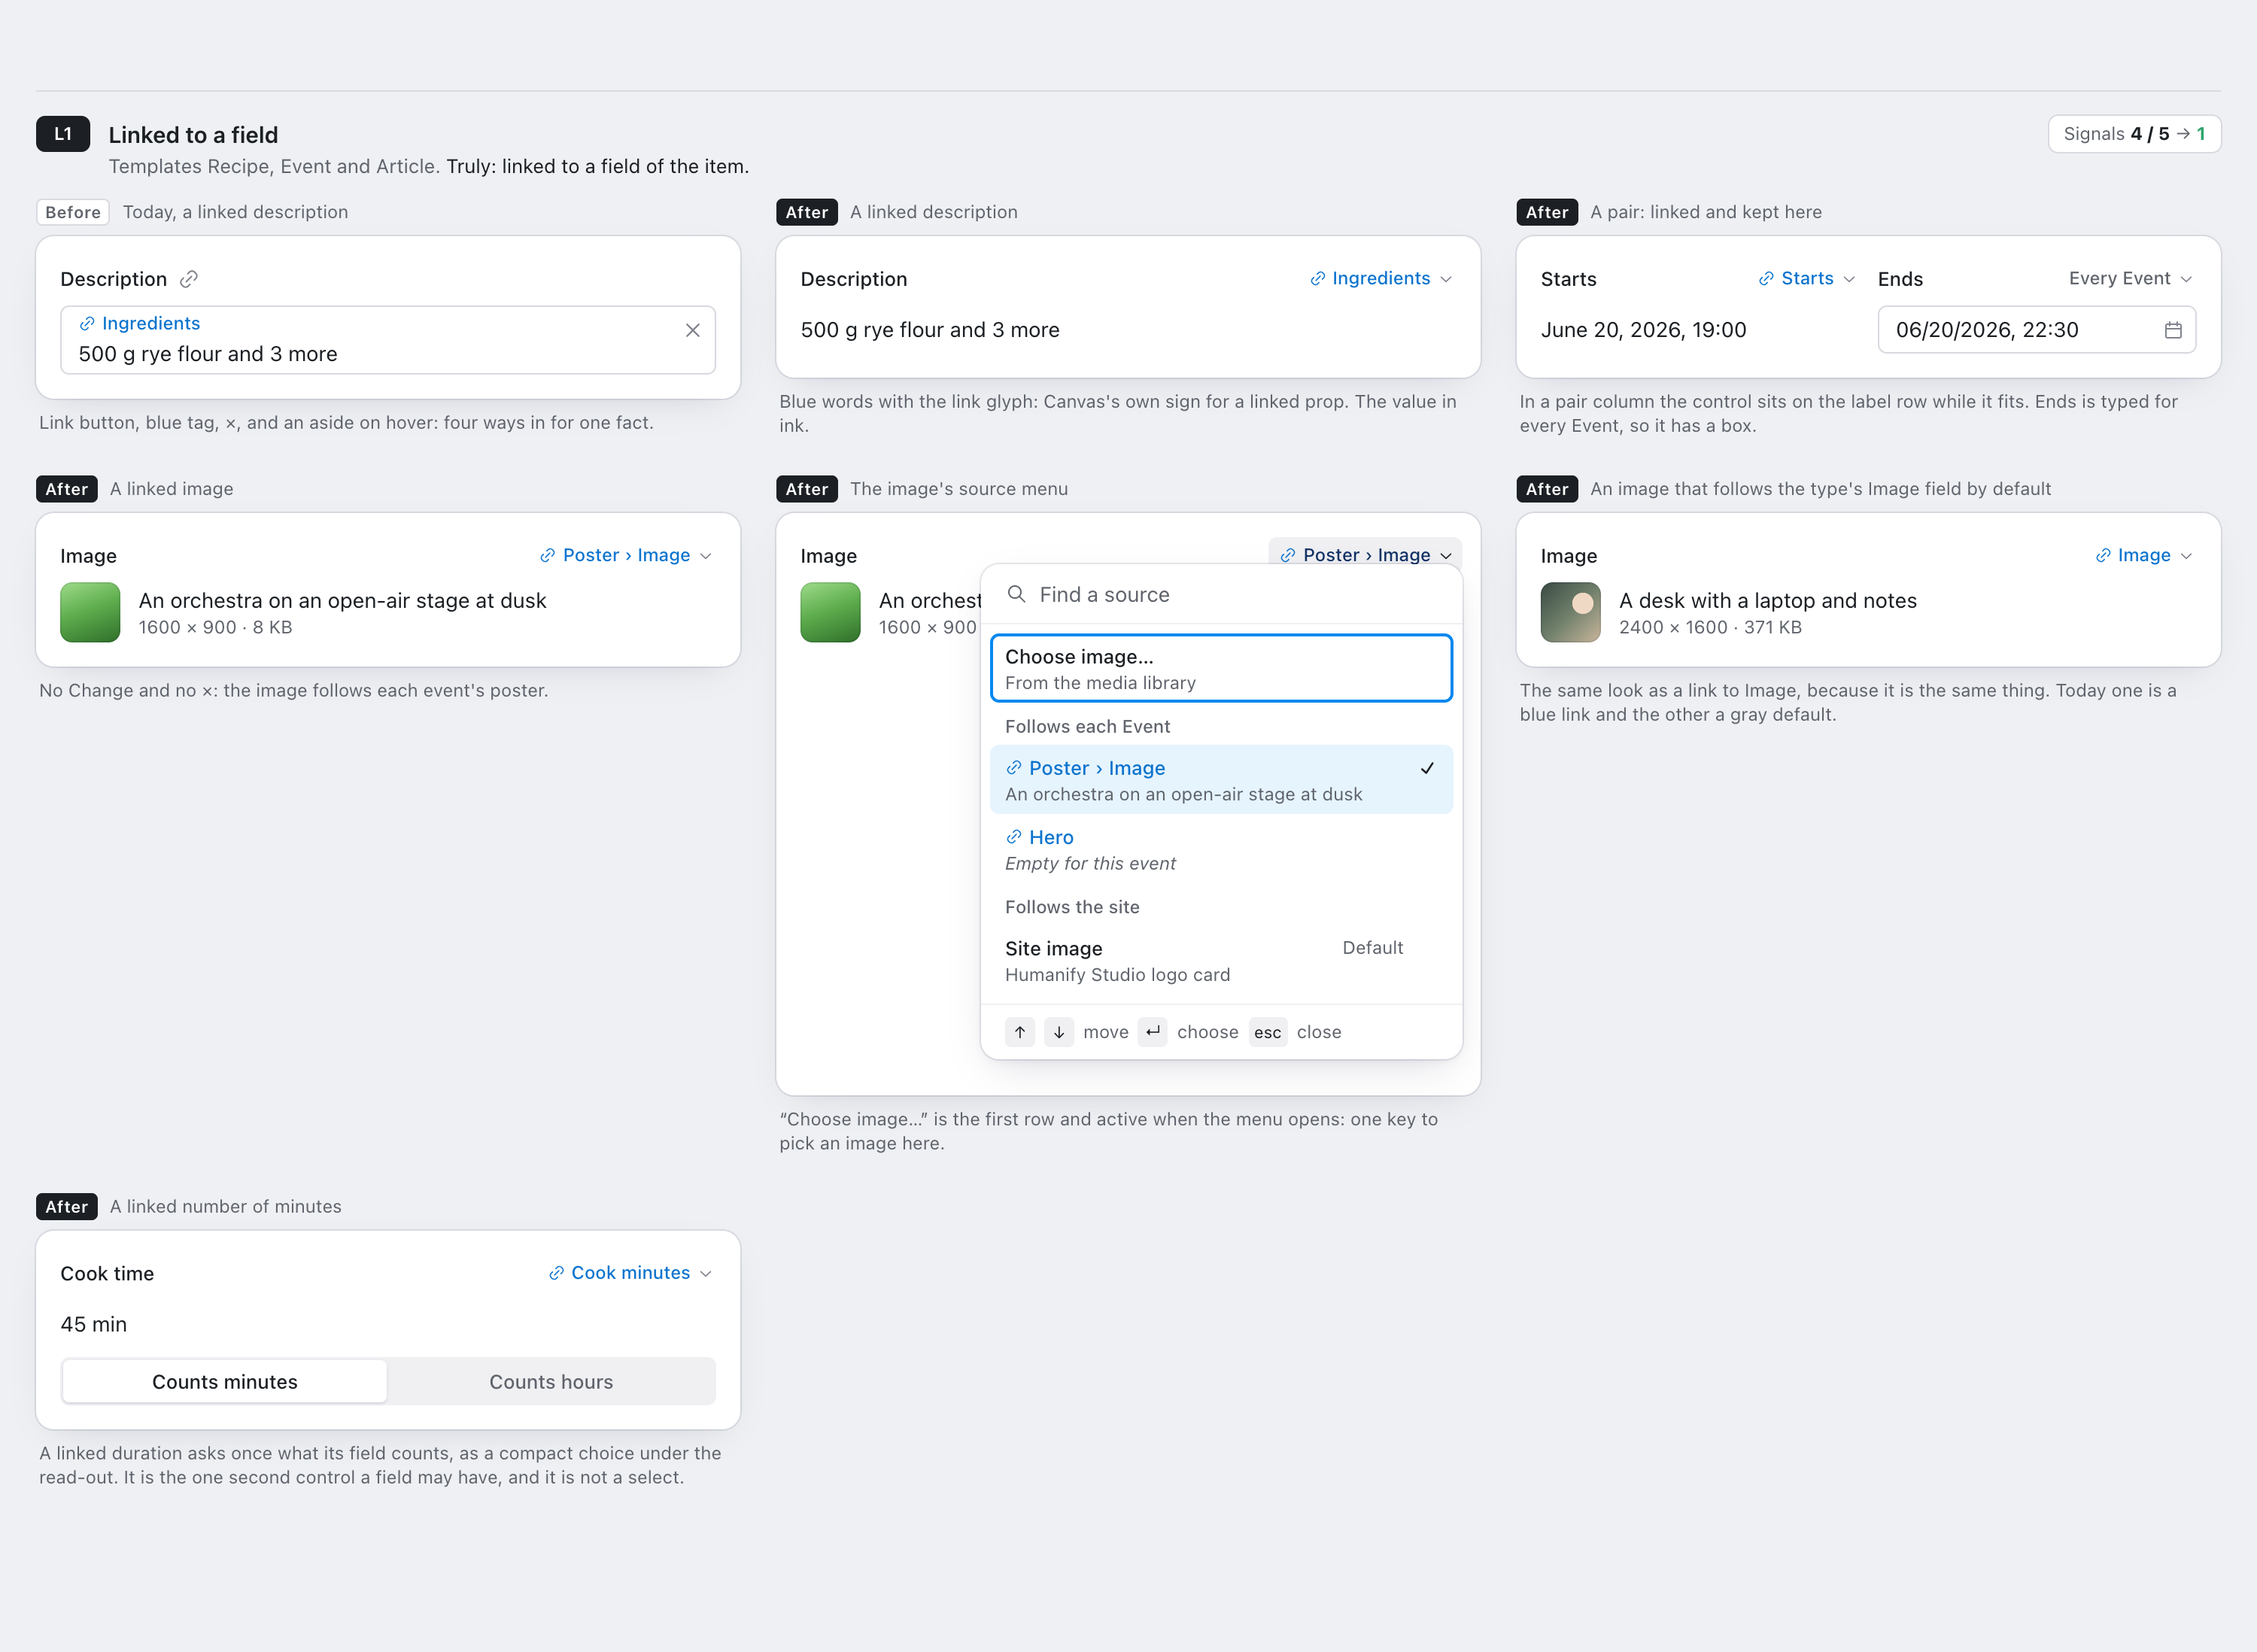 L1
Linked to a field
Signals 4 / 5 → 1
Templates Recipe, Event and Article. Truly: linked to a field of the item.
Before Today, a linked description
Description
Ingredients
500 g rye flour and 3 more
Link button, blue tag, ×, and an aside on hover: four ways in for one fact.
After A linked description
Description
Ingredients
500 g rye flour and 3 more
Blue words with the link glyph: Canvas's own sign for a linked prop. The value in
ink.
After A pair: linked and kept here
Starts
Starts
Ends
Every Event
June 20, 2026, 19:00
06/20/2026, 22:30
In a pair column the control sits on the label row while it fits. Ends is typed for
every Event, so it has a box.
After A linked image
Image
Poster › Image
An orchestra on an open-air stage at dusk
1600 × 900 · 8 KB
No Change and no ×: the image follows each event's poster.
After The image's source menu
Image
Poster › Image
An orchest
1600 × 900
Find a source
Choose image…
From the media library
Follows each Event
Poster › Image
An orchestra on an open-air stage at dusk
Hero
Empty for this event
Follows the site
Site image
Default
Humanify Studio logo card
↑ ↓ move ↵ choose esc close
“Choose image…” is the first row and active when the menu opens: one key to
pick an image here.
After An image that follows the type's Image field by default
Image
Image
A desk with a laptop and notes
2400 × 1600 · 371 KB
The same look as a link to Image, because it is the same thing. Today one is a
blue link and the other a gray default.
After A linked number of minutes
Cook time
Cook minutes
45 min
Counts minutes
Counts hours
A linked duration asks once what its field counts, as a compact choice under the
read-out. It is the one second control a field may have, and it is not a select.